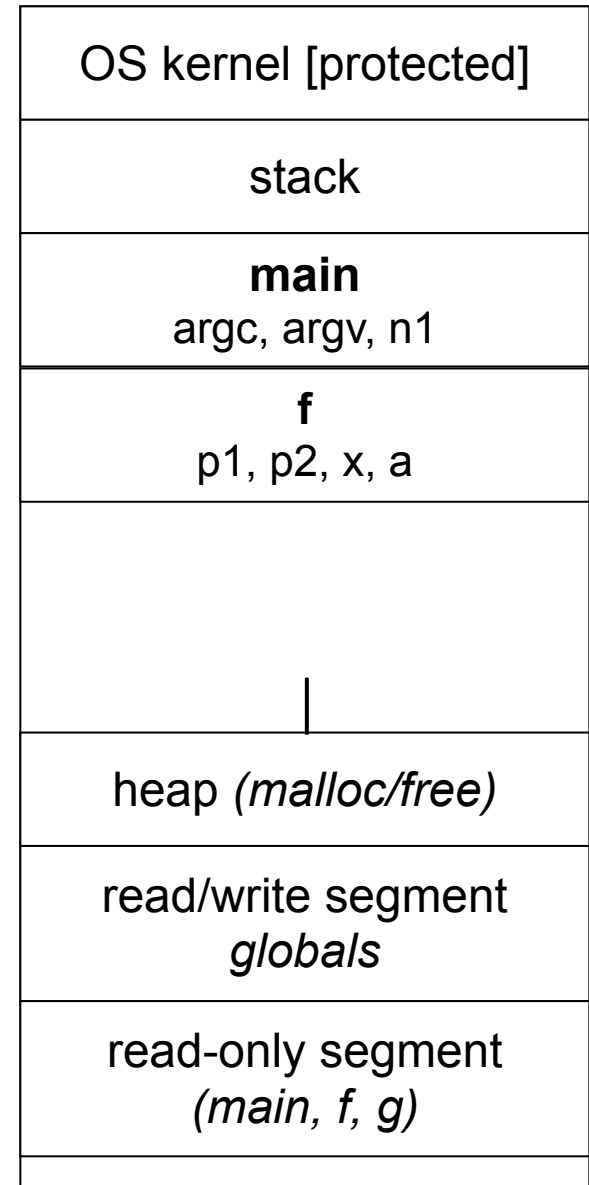 OS kernel [protected]
stack
main
argc, argv, n1
f
p1, p2, x, a
heap (malloc/free)
read/write segment
globals
read-only segment
(main, f, g)